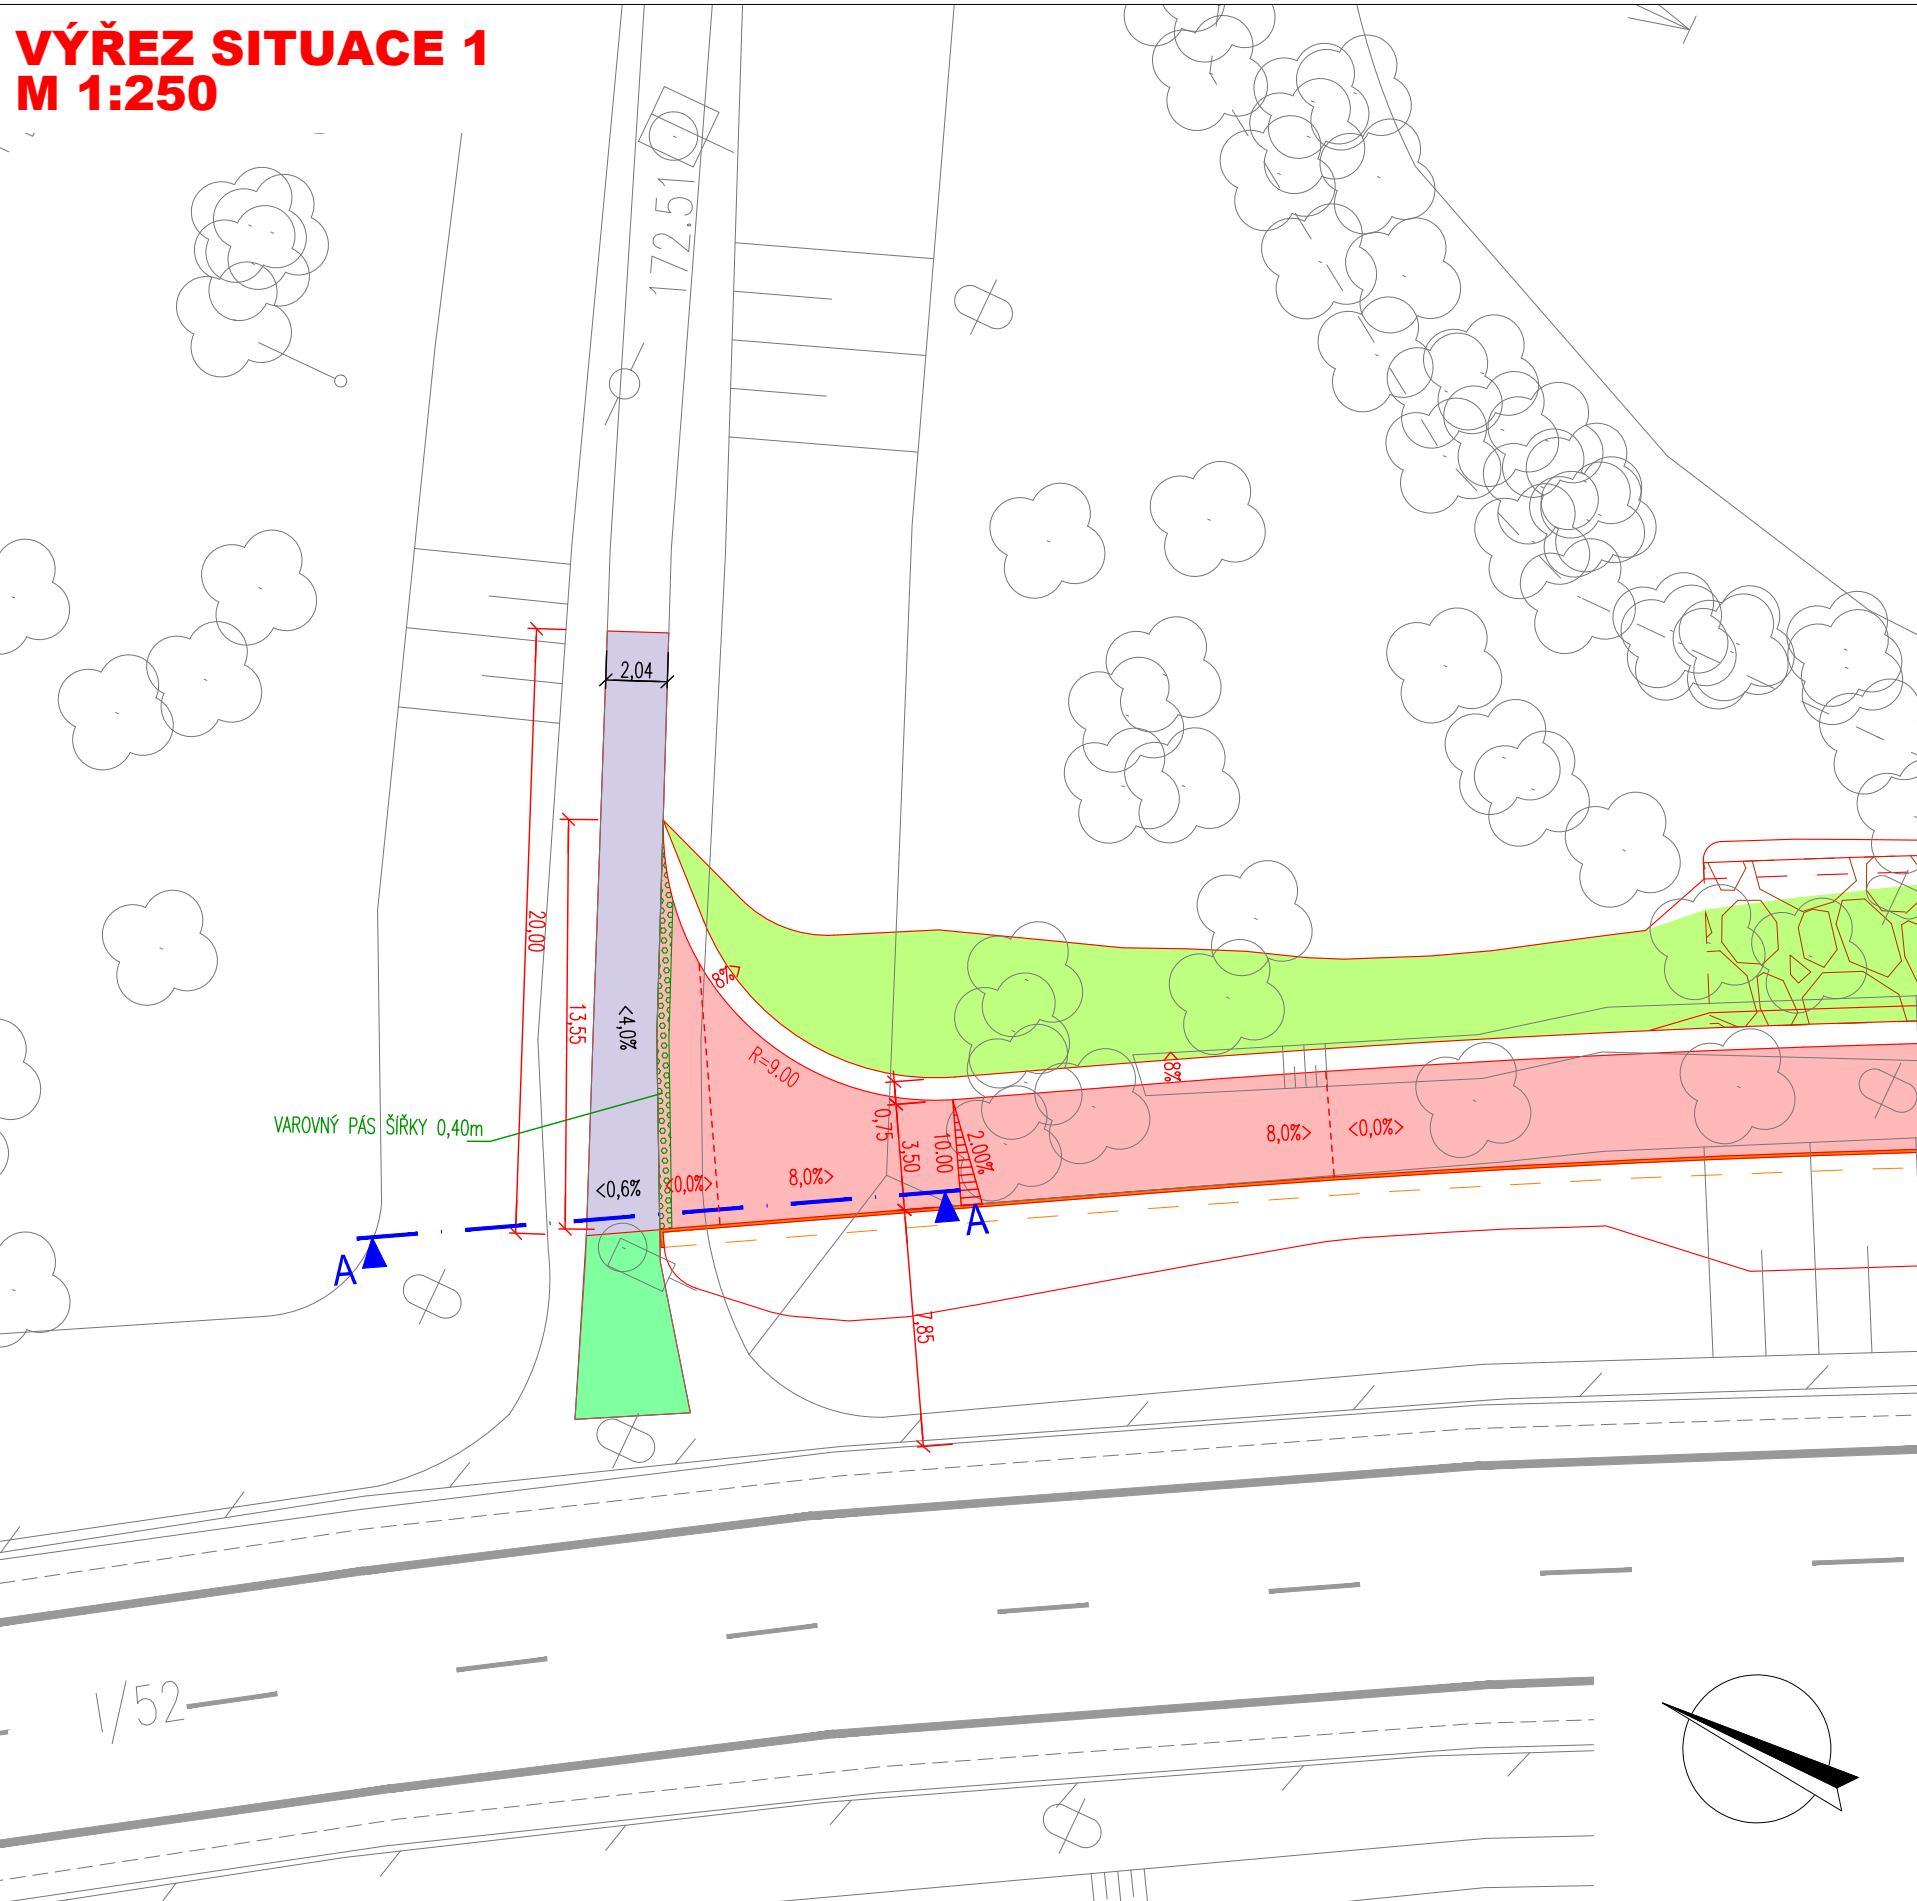 VÝŘEZ SITUACE 1
M 1:250
172.51
2,04
20,00
13,55
<4,0%
8%>
R=9.00
<8%
VAROVNÝ PÁS ŠÍŘKY 0,40m
0,75
3,50
10.00
2.00%
8,0%>
<0,0%>
<0,6%
<0,0%>
8,0%>
A
A
7,85
I/52